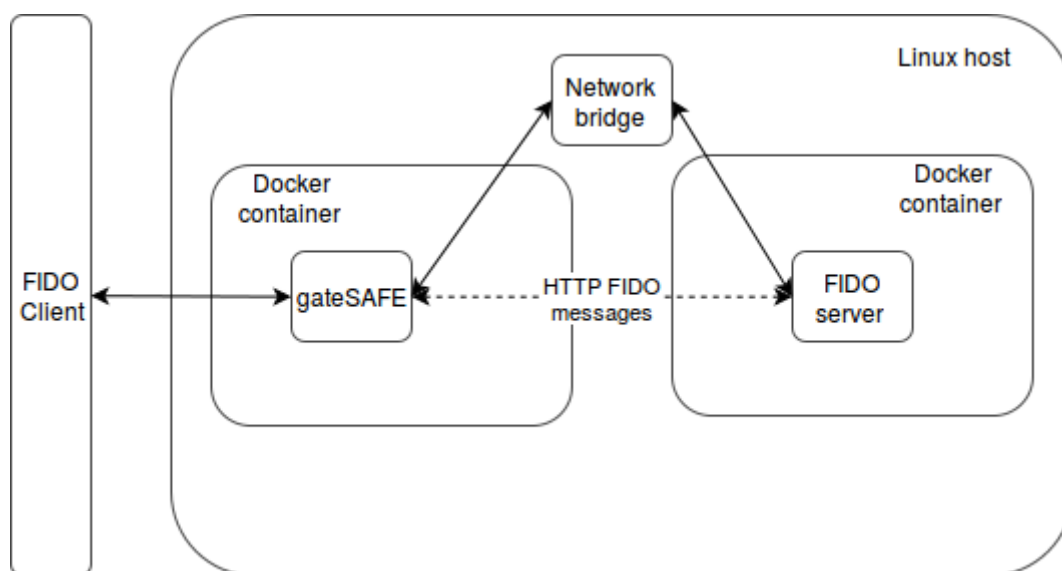 Linux host
Network
bridge
Docker
container
Docker
container
FIDO
Client
gateSAFE
HTTP FIDO
messages
FIDO
server